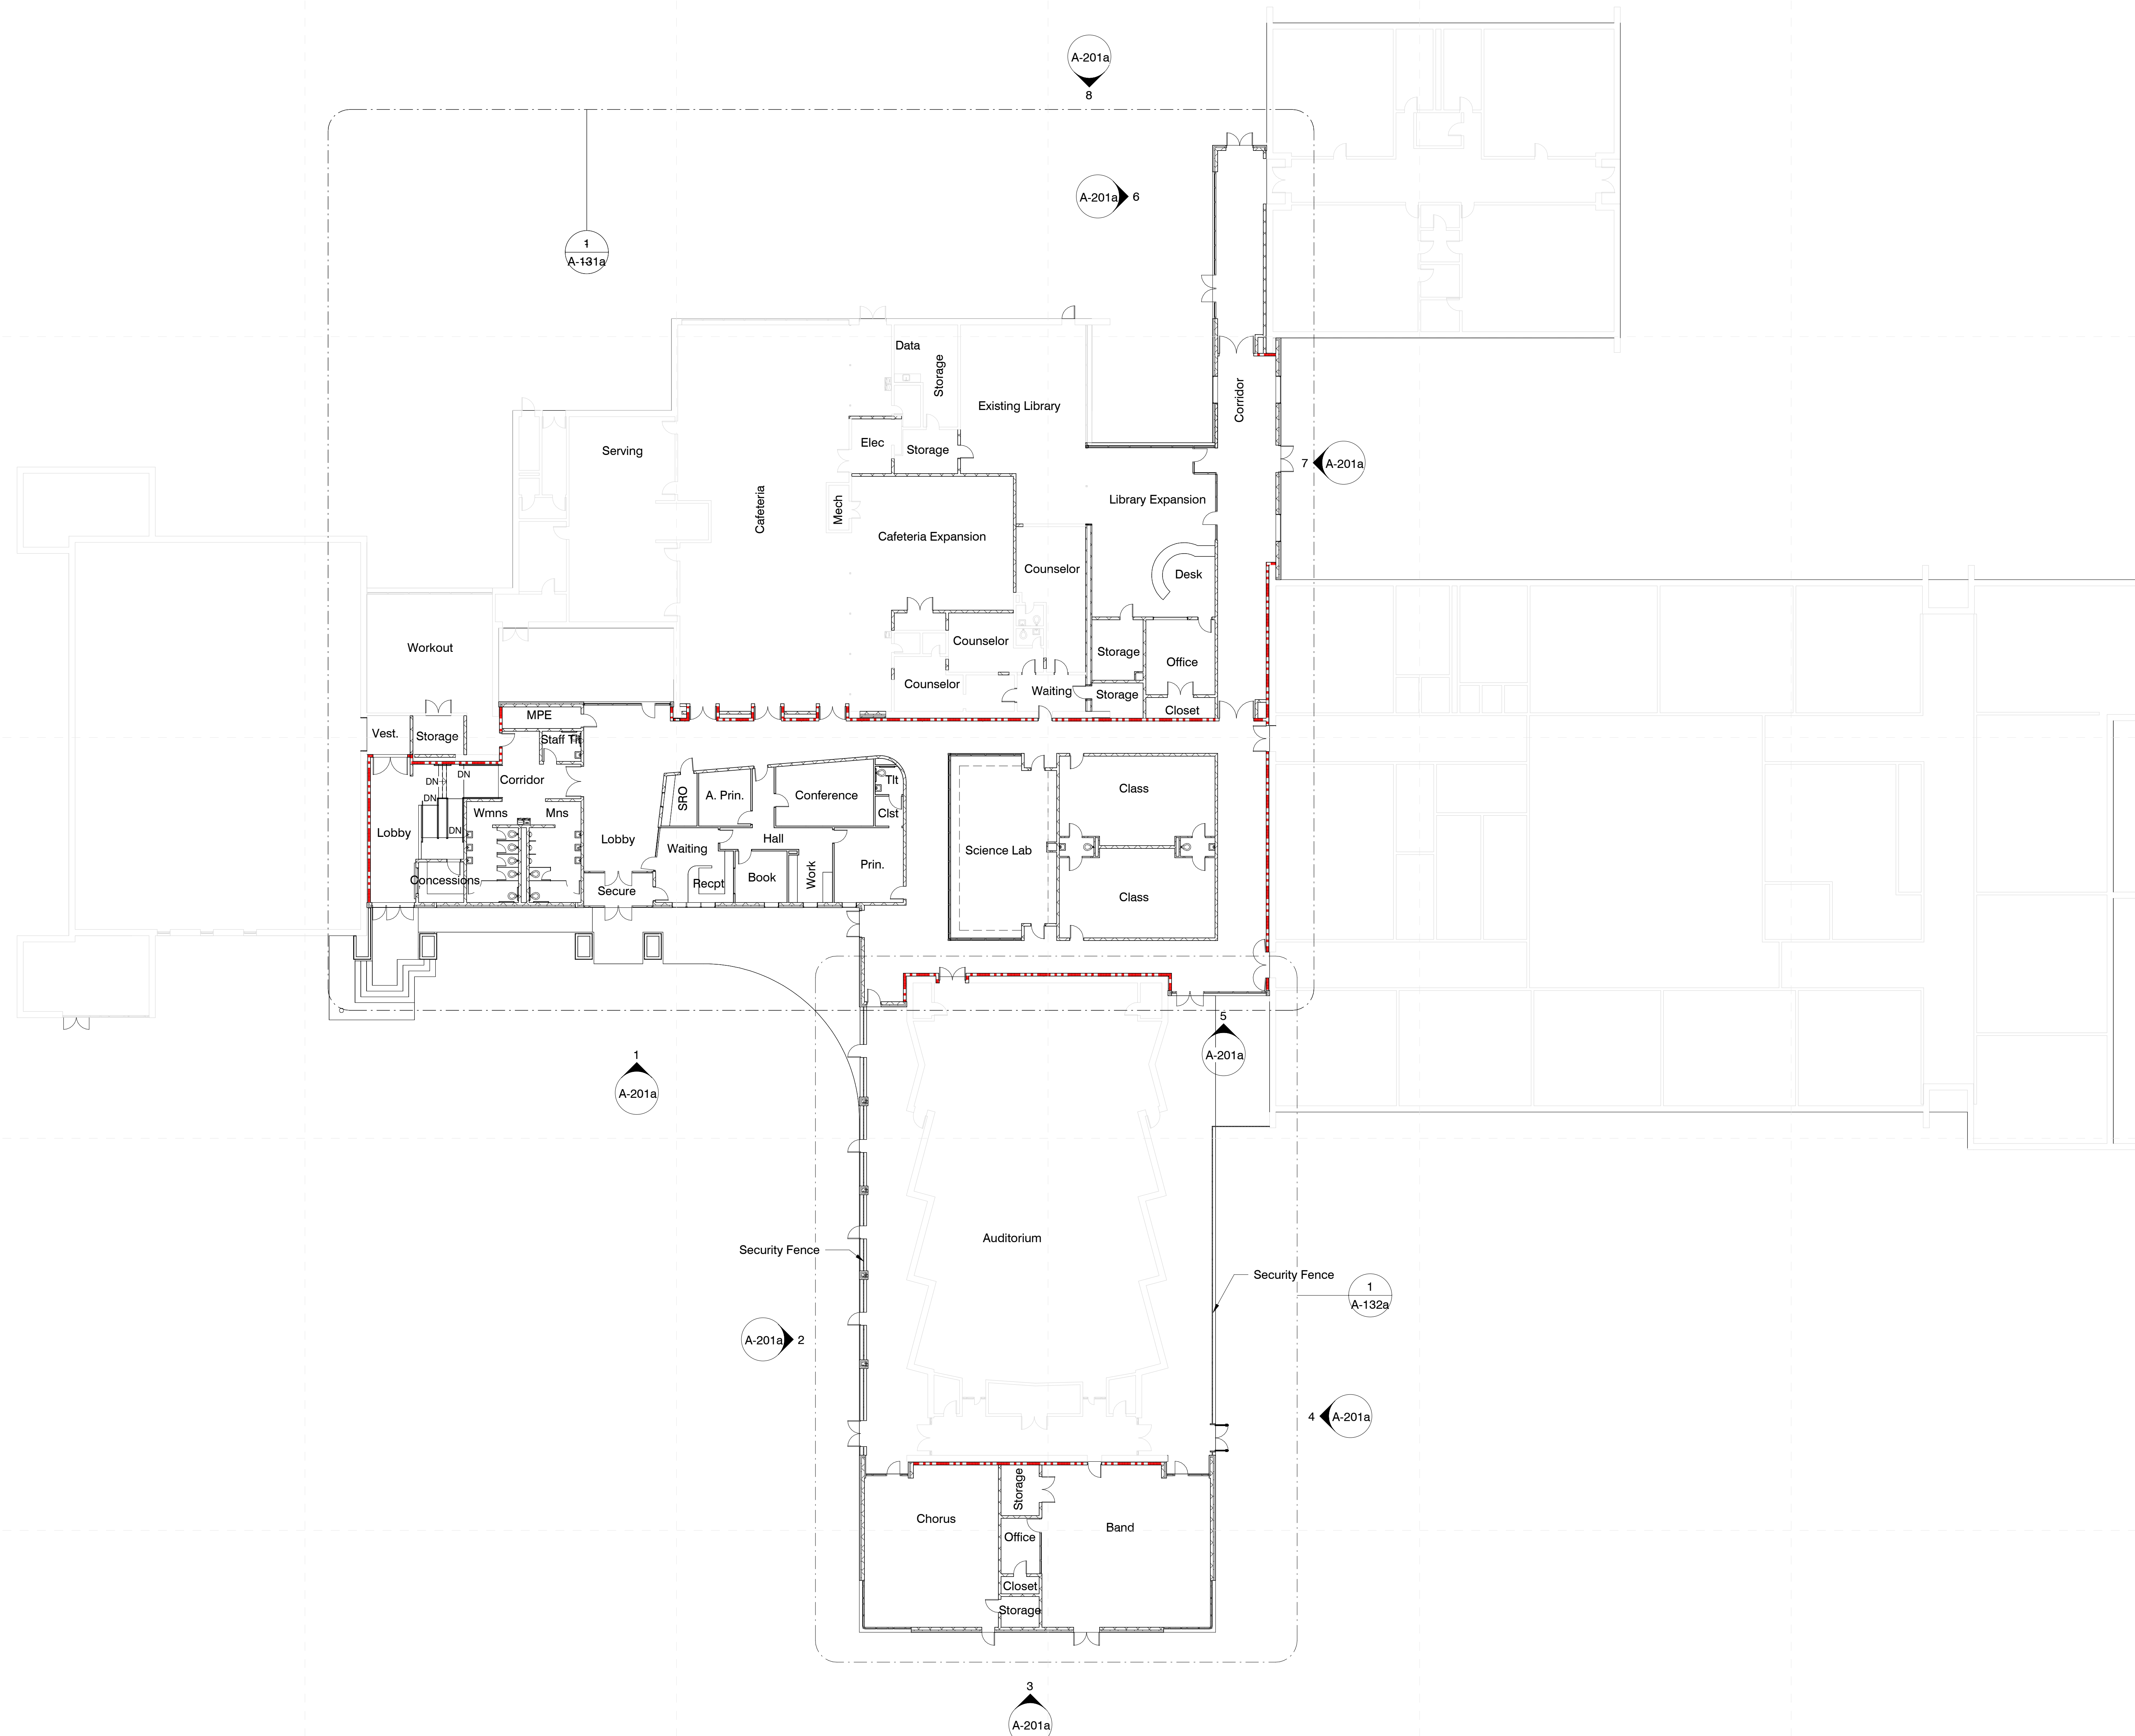 A-201a
8
A-201a
6
1
A-131a
Data
Storage
Existing Library
Corridor
Serving
Elec
Storage
7
A-201a
Cafeteria
Mech
Library Expansion
Cafeteria Expansion
Counselor
Desk
Workout
Counselor
Storage
Office
Counselor
Waiting
Storage
Closet
MPE
Vest.
Storage
Staff Tlt
DN
DN
Corridor
DN
DN
Lobby
Wmns
Mns
Concessions
Lobby
SRO
A. Prin.
Conference
Tlt
Clst
Hall
Waiting
Recpt
Book
Work
Prin.
Secure
Science Lab
Class
Class
5
A-201a
1
A-201a
Auditorium
Security Fence
Security Fence
1
A-132a
A-201a
2
4
A-201a
Chorus
Storage
Office
Band
Closet
Storage
3
A-201a